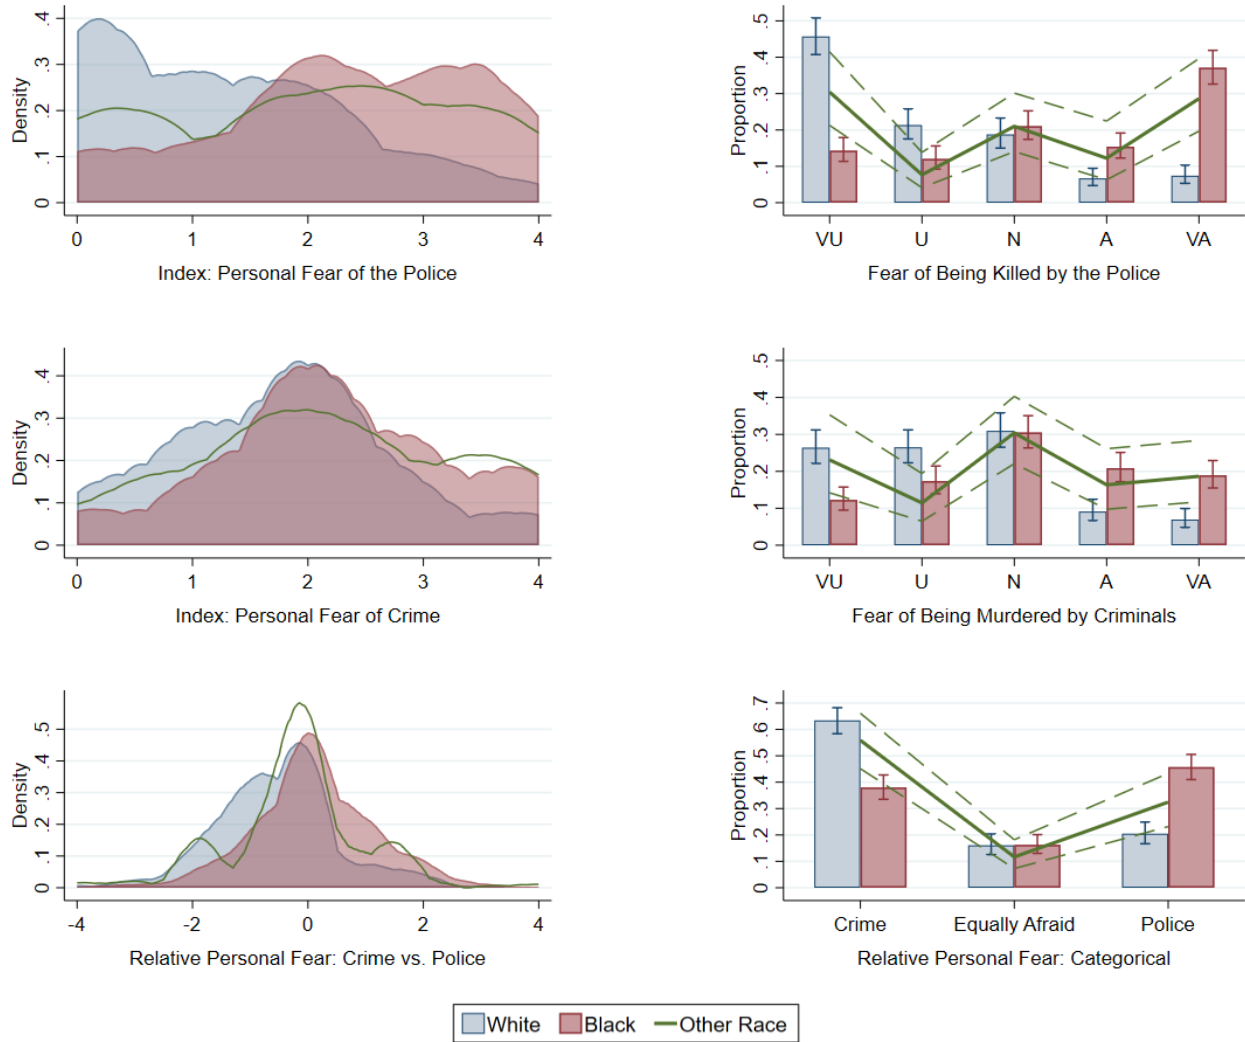 Density
.4
.3
.2
.1
0
0 1 2 3 4
Index: Personal Fear of the Police
Proportion
.5
.4
.3
.2
.1
0
VU U N A VA
Fear of Being Killed by the Police
Density
.4
.3
.2
.1
0
0 1 2 3 4
Index: Personal Fear of Crime
Proportion
.5
.4
.3
.2
.1
0
VU U N A VA
Fear of Being Murdered by Criminals
Density
.5
.4
.3
.2
.1
0
-4 -2 0 2 4
Relative Personal Fear: Crime vs. Police
Proportion
.7
.6
.5
.4
.3
.2
.1
0
Crime Equally Afraid Police
Relative Personal Fear: Categorical
White Black Other Race